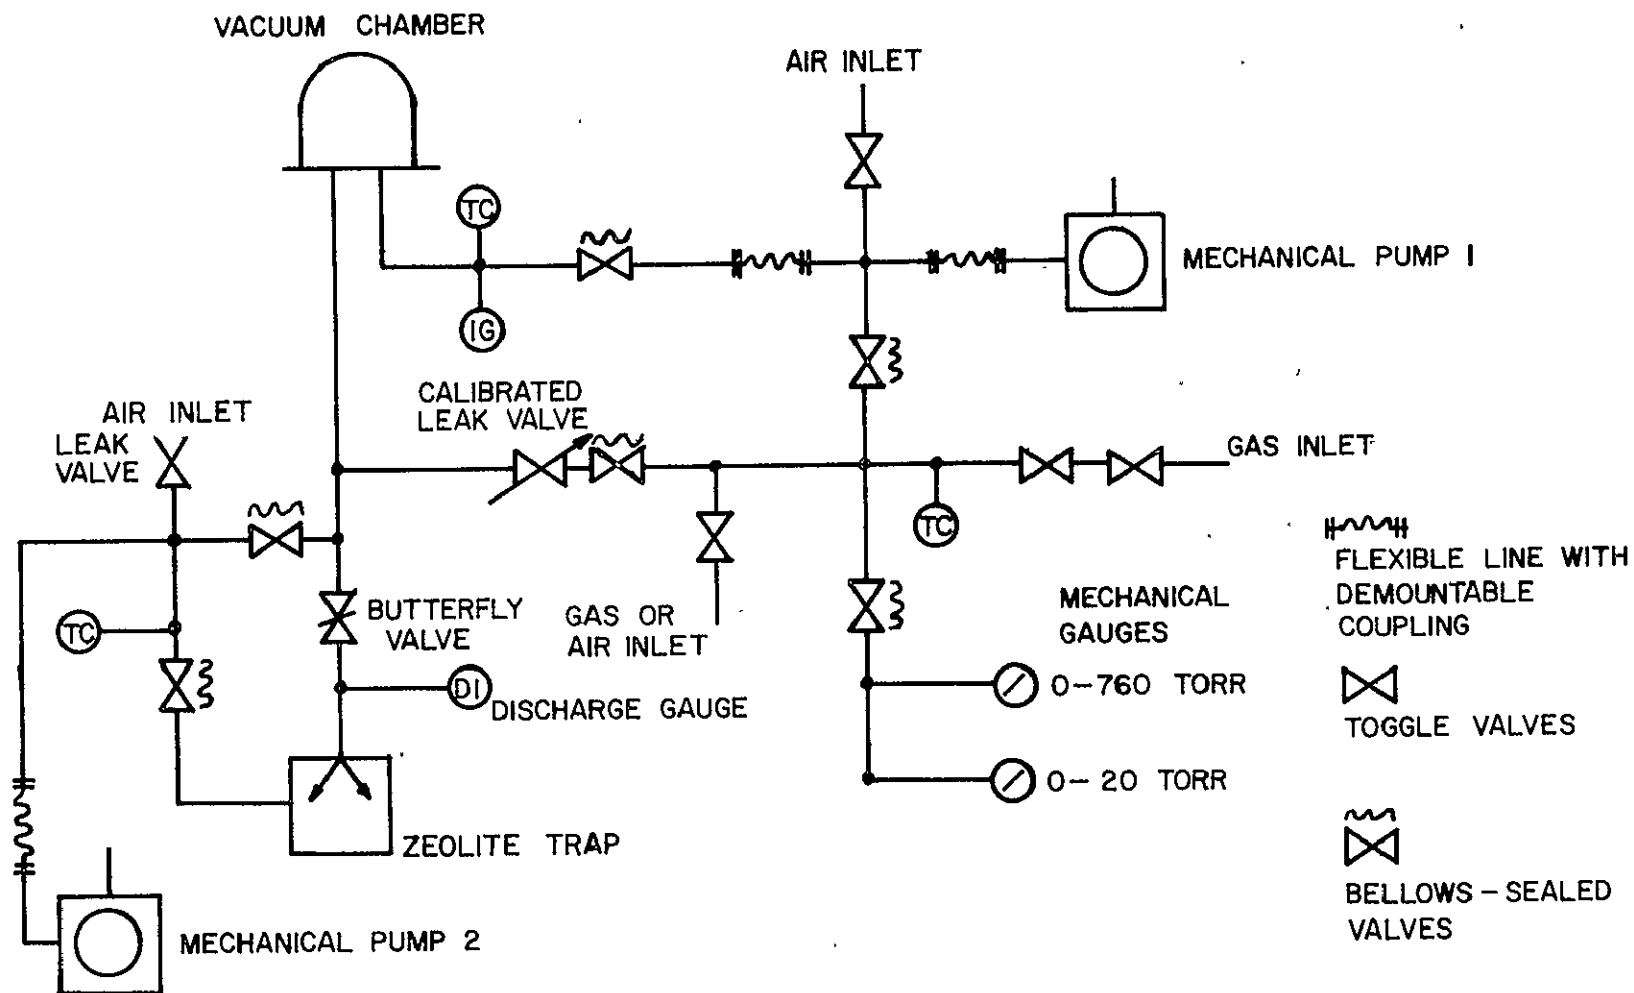 VACUUM CHAMBER
AIR INLET
TC
MECHANICAL PUMP 1
IG
CALIBRATED
LEAK VALVE
AIR INLET
LEAK
VALVE
GAS INLET
TC
FLEXIBLE LINE WITH
DEMOUNTABLE
COUPLING
BUTTERFLY
VALVE
GAS OR
AIR INLET
MECHANICAL
GAUGES
TC
DI
DISCHARGE GAUGE
0-760 TORR
TOGGLE VALVES
0-20 TORR
ZEOLITE TRAP
BELLOWS-SEALED
VALVES
MECHANICAL PUMP 2